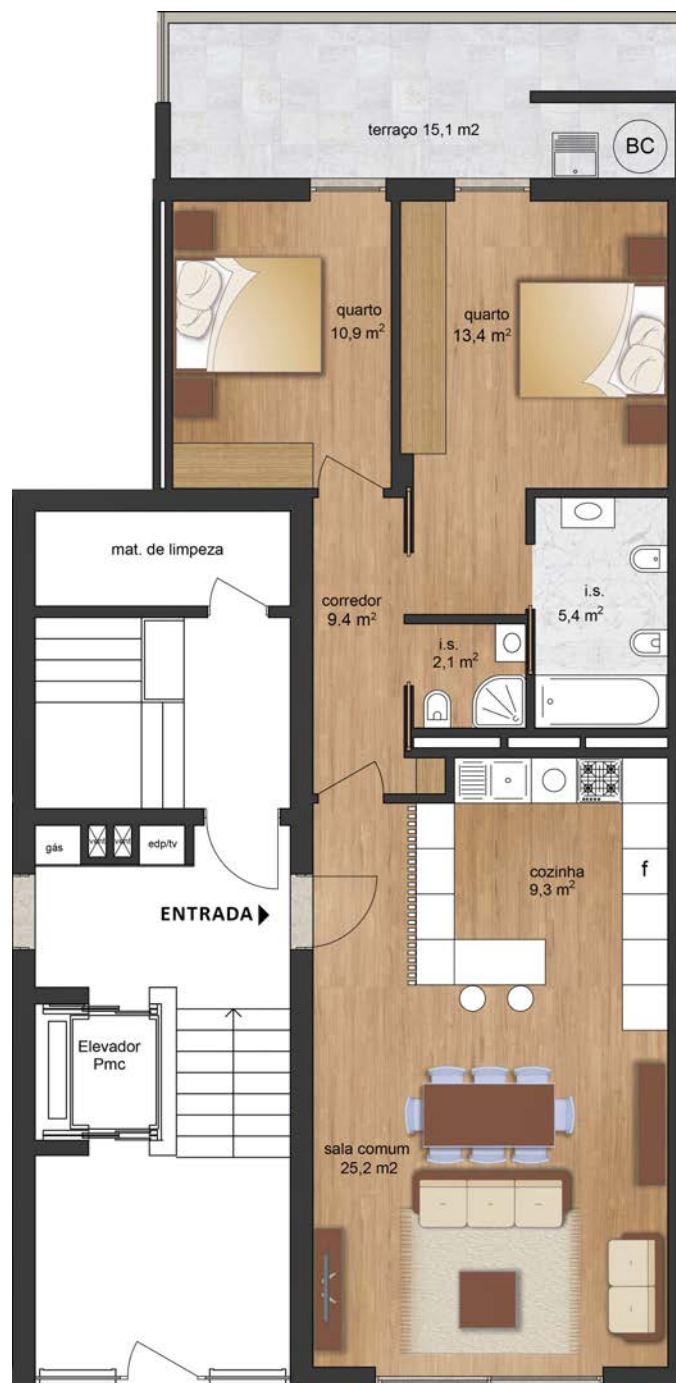 terraço 15,1 m2
BC
quarto
10,9 m²
quarto
13,4 m²
mat. de limpeza
corredor
9.4 m²
i.s.
5,4 m²
i.s.
2,1 m²
gás
vent
vent
edp/tv
cozinha
9,3 m²
f
ENTRADA
Elevador
Pmc
sala comum
25,2 m2